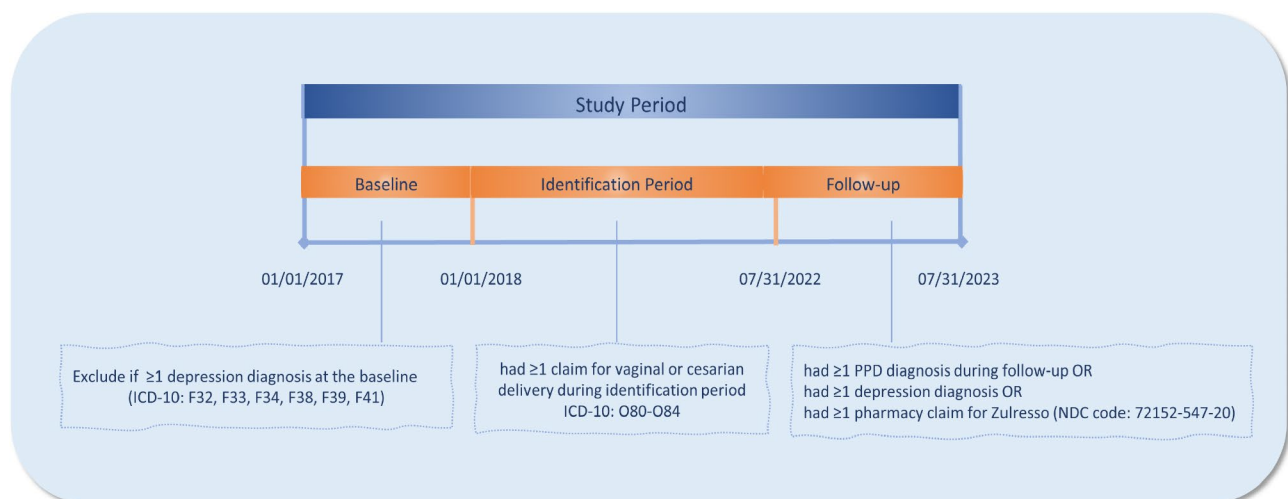 Study Period
Baseline
Identification Period
Follow-up
01/01/2017
01/01/2018
07/31/2022
07/31/2023
Exclude if ≥1 depression diagnosis at the baseline
(ICD-10: F32, F33, F34, F38, F39, F41)
had ≥1 claim for vaginal or cesarian
delivery during identification period
ICD-10: O80-O84
had ≥1 PPD diagnosis during follow-up OR
had ≥1 depression diagnosis OR
had ≥1 pharmacy claim for Zulresso (NDC code: 72152-547-20)